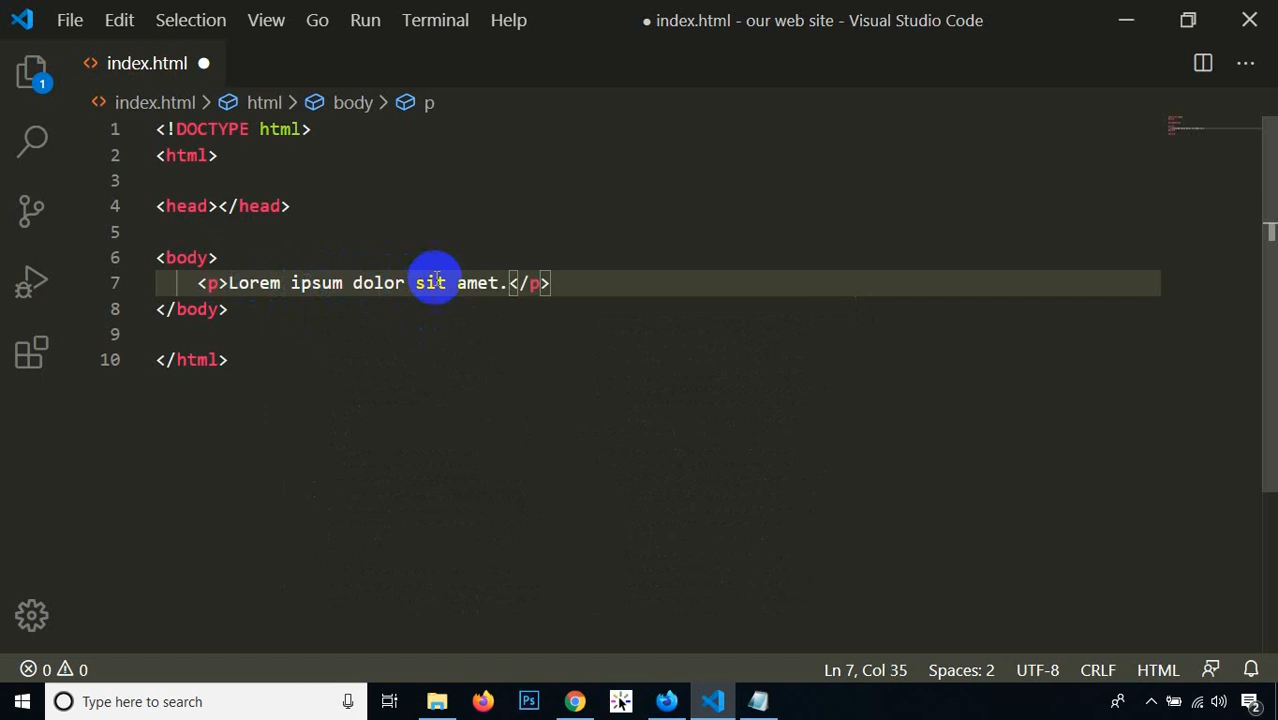 File Edit Selection View Go Run Terminal Help ● index.html - our web site - Visual Studio Code
index.html
index.html > html > body > p
1 <!DOCTYPE html>
2 <html>
3
4 <head></head>
5
6 <body>
7 <p>Lorem ipsum dolor sit amet.</p>
8 </body>
9
10 </html>
1
0 0 Ln 7, Col 35 Spaces: 2 UTF-8 CRLF HTML
Type here to search Ps 2